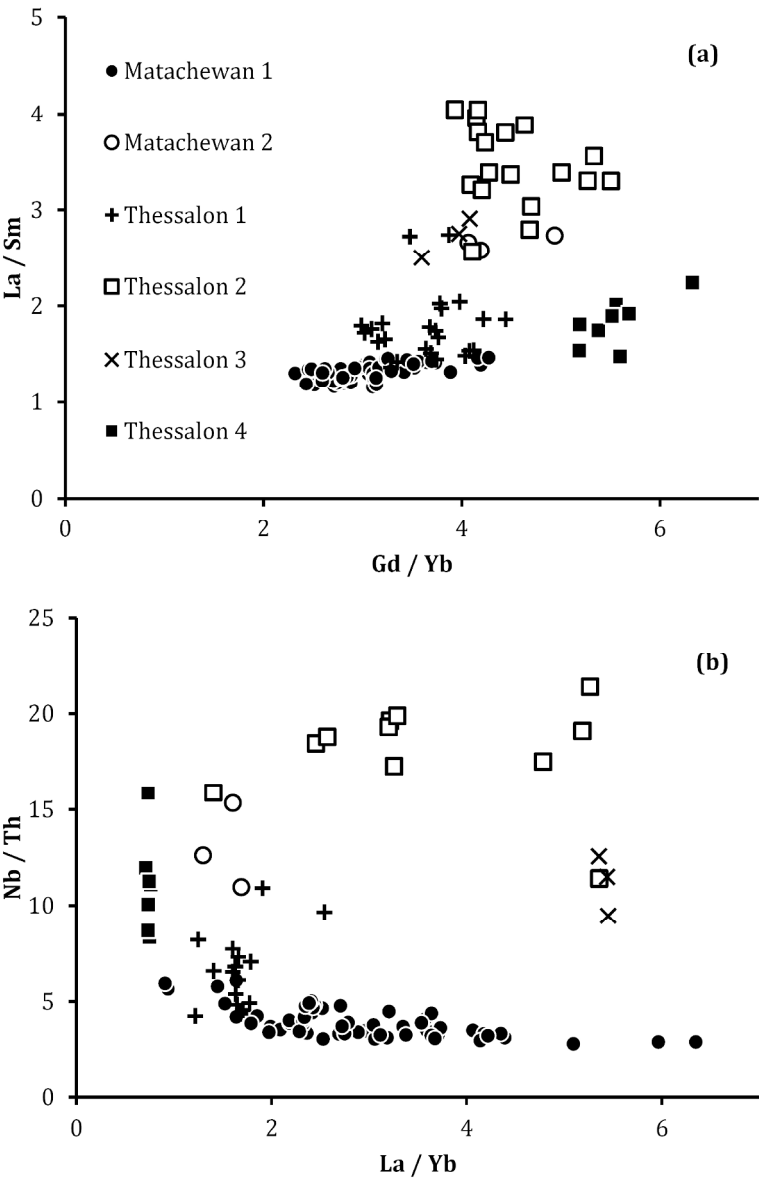 5
(a)
Matachewan 1
4
Matachewan 2
3
Thessalon 1
La / Sm
Thessalon 2
2
Thessalon 3
1
Thessalon 4
0
0 2 4 6
Gd / Yb
25
(b)
20
15
Nb / Th
10
5
0
0 2 4 6
La / Yb